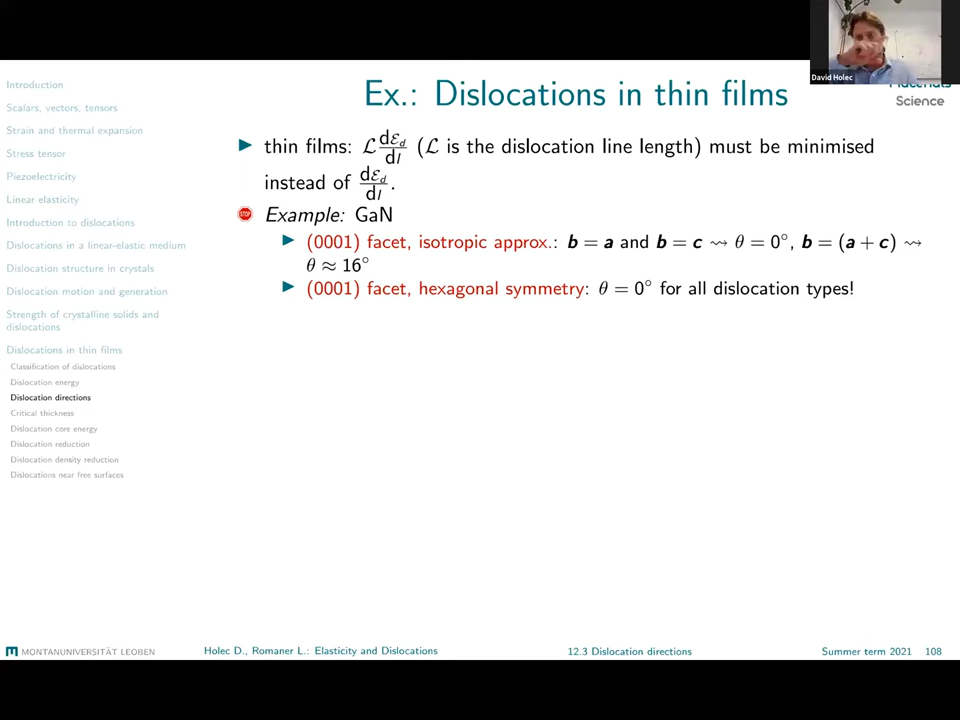 David Holec
Materials
Science
Ex.: Dislocations in thin films
Introduction
Scalars, vectors, tensors
Strain and thermal expansion
Stress tensor
Piezoelectricity
Linear elasticity
Introduction to dislocations
Dislocations in a linear-elastic medium
Dislocation structure in crystals
Dislocation motion and generation
Strength of crystalline solids and
dislocations
Dislocations in thin films
Classification of dislocations
Dislocation energy
Dislocation directions
Critical thickness
Dislocation core energy
Dislocation reduction
Dislocation density reduction
Dislocations near free surfaces
▶ thin films: ℒ dℰ_d/dl (ℒ is the dislocation line length) must be minimised
instead of dℰ_d/dl.
STOP Example: GaN
▶ (0001) facet, isotropic approx.: b = a and b = c ⇝ θ = 0°, b = (a + c) ⇝
θ ≈ 16°
▶ (0001) facet, hexagonal symmetry: θ = 0° for all dislocation types!
MONTANUNIVERSITÄT LEOBEN
Holec D., Romaner L.: Elasticity and Dislocations
12.3 Dislocation directions
Summer term 2021 108